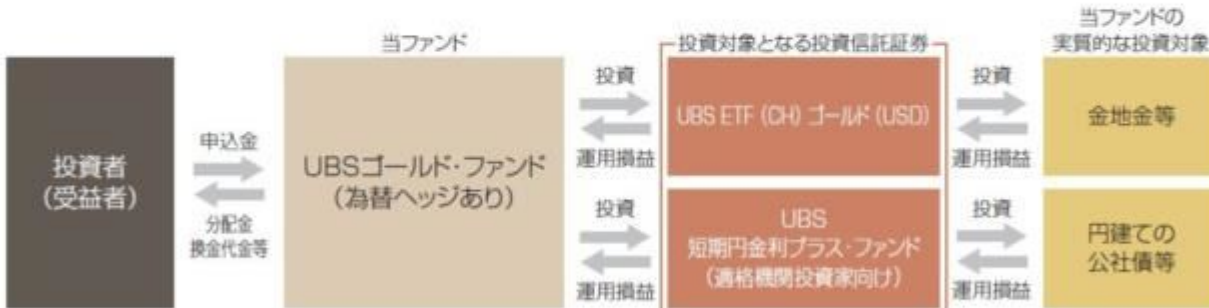 投資者
(受益者)
申込金
分配金
換金代金等
当ファンド
UBSゴールド・ファンド
(為替ヘッジあり)
投資
運用損益
投資
運用損益
投資対象となる投資信託証券
UBS ETF (CH) ゴールド (USD)
UBS
短期円金利プラス・ファンド
(適格機関投資家向け)
投資
運用損益
投資
運用損益
当ファンドの
実質的な投資対象
金地金等
円建ての
公社債等